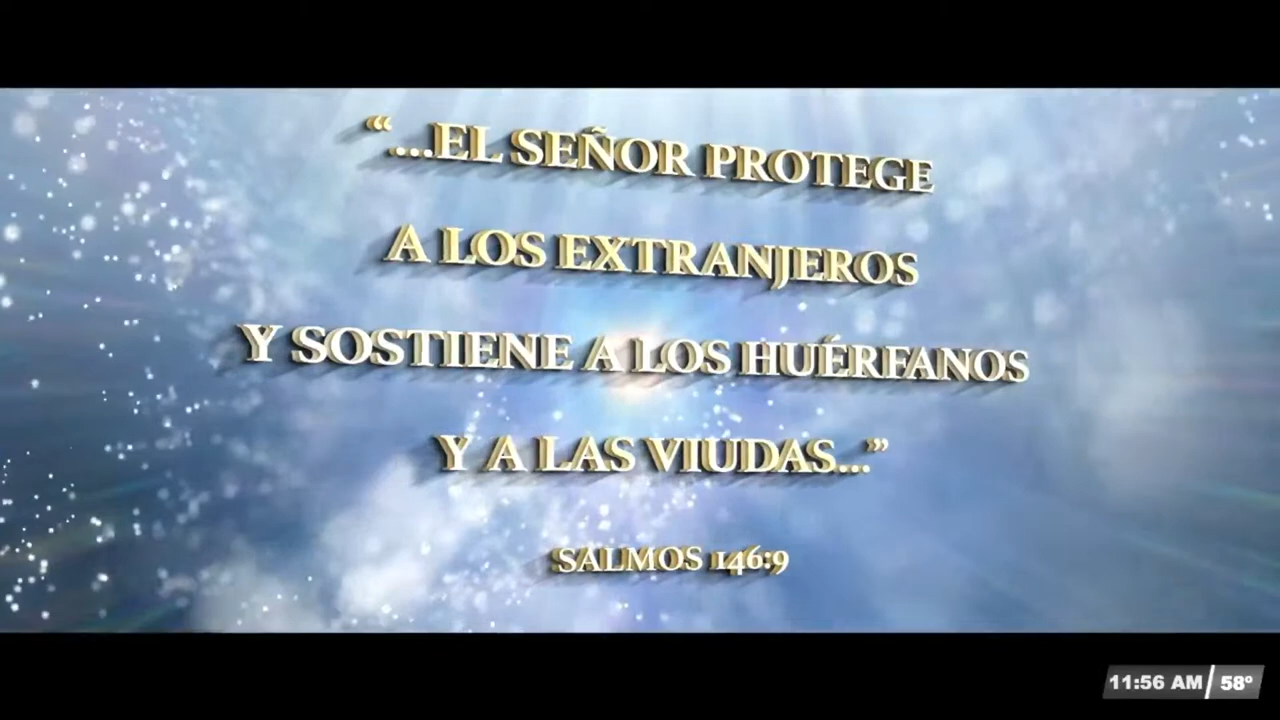 “...EL SEÑOR PROTEGE
A LOS EXTRANJEROS
Y SOSTIENE A LOS HUÉRFANOS
Y A LAS VIUDAS...”
SALMOS 146:9
11:56 AM 58°